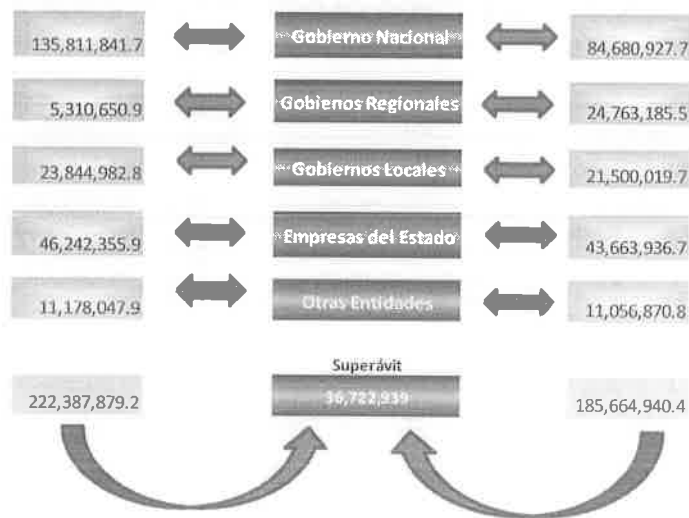 135,811,841.7 Gobierno Nacional 84,680,927.7
5,310,650.9 Gobienos Regionales 24,763,185.5
23,844,982.8 Gobiernos Locales 21,500,019.7
46,242,355.9 Empresas del Estado 43,663,936.7
11,178,047.9 Otras Entidades 11,056,870.8
Superávit
222,387,879.2 36,722,939 185,664,940.4